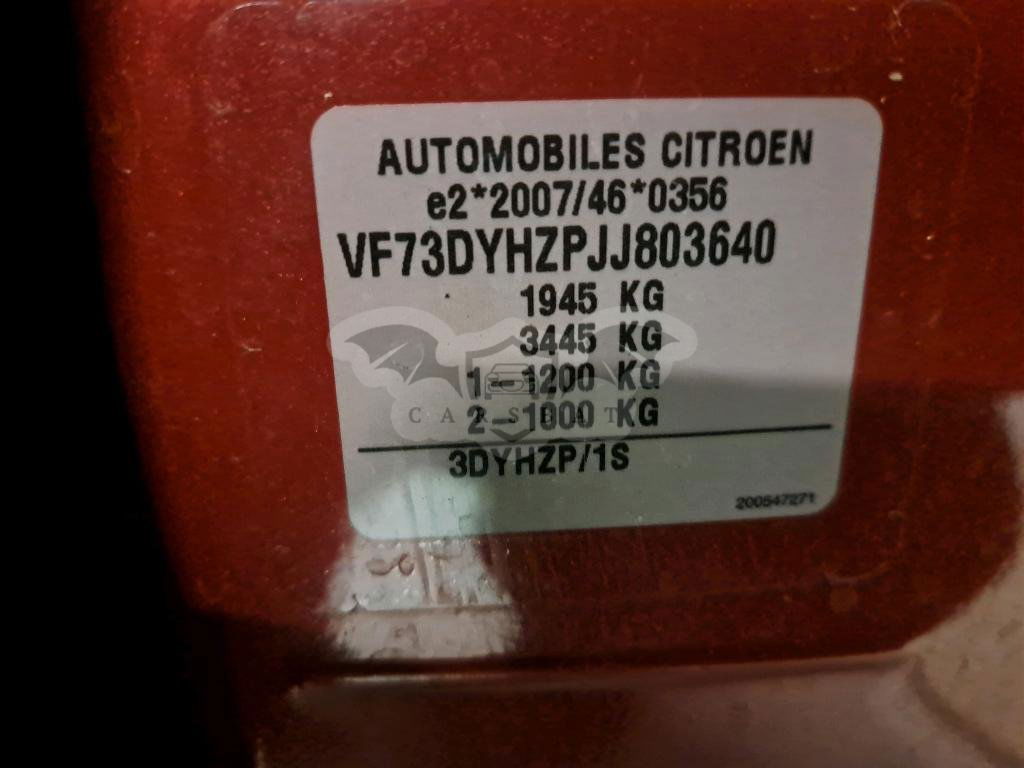 AUTOMOBILES CITROEN
e2*2007/46*0356
VF73DYHZPJJ803640
1945 KG
3445 KG
1-1200 KG
2-1000 KG
CARSBAT
3DYHZP/1S
200547271